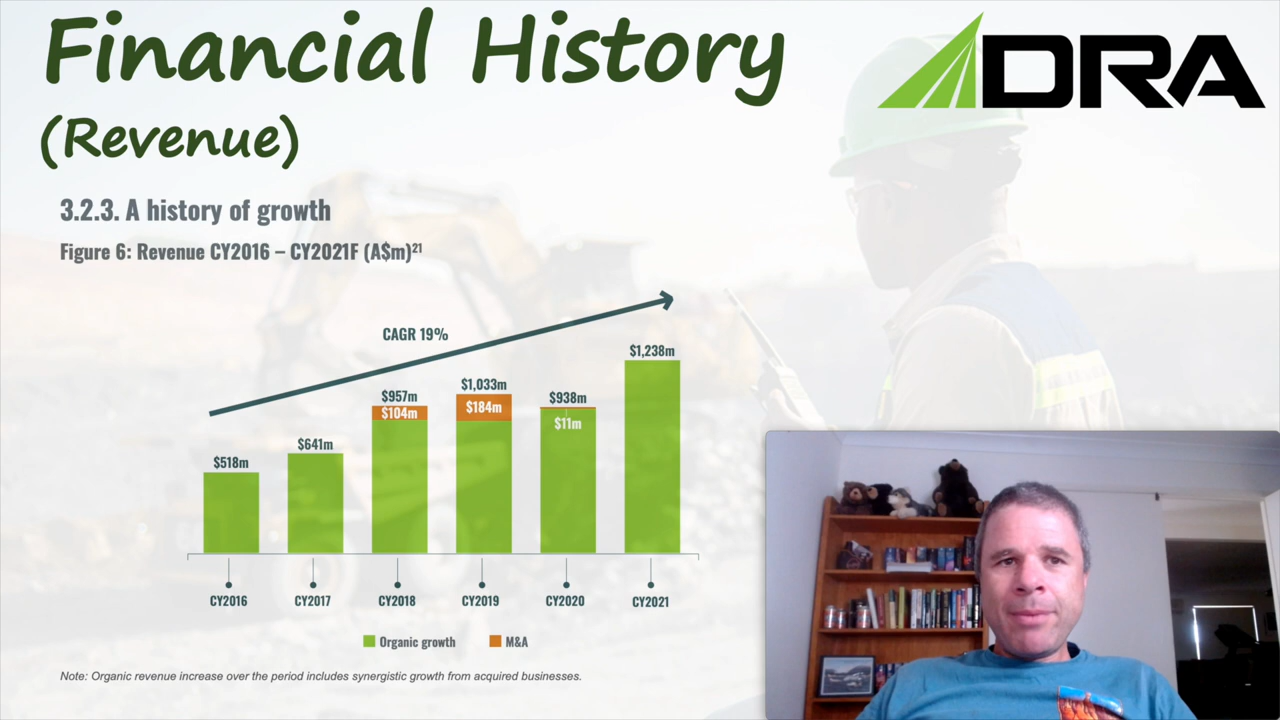 Financial History
DRA
(Revenue)
3.2.3. A history of growth
Figure 6: Revenue CY2016 – CY2021F (A$m)21
CAGR 19%
$1,238m
$1,033m
$957m
$938m
$104m
$184m
$11m
$641m
$518m
CY2016 CY2017 CY2018 CY2019 CY2020 CY2021
Organic growth M&A
Note: Organic revenue increase over the period includes synergistic growth from acquired businesses.